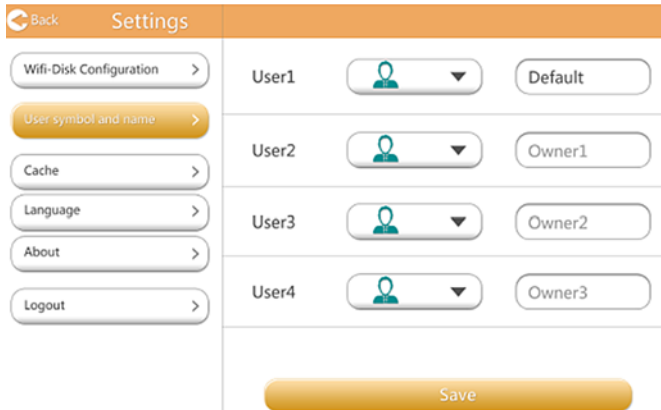 Back
Settings
Wifi-Disk Configuration
User symbol and name
Cache
Language
About
Logout
User1
Default
User2
Owner1
User3
Owner2
User4
Owner3
Save